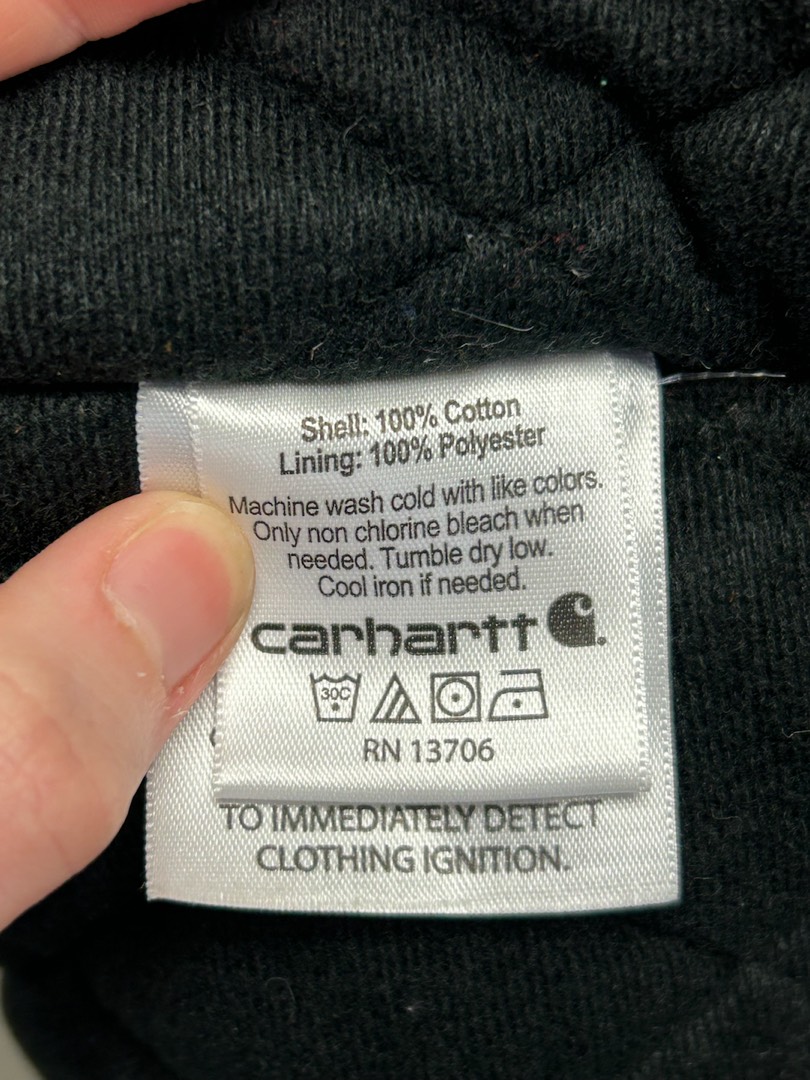 Shell: 100% Cotton
Lining: 100% Polyester
Machine wash cold with like colors.
Only non chlorine bleach when
needed. Tumble dry low.
Cool iron if needed.
carhartt
30C
RN 13706
TO IMMEDIATELY DETECT
CLOTHING IGNITION.